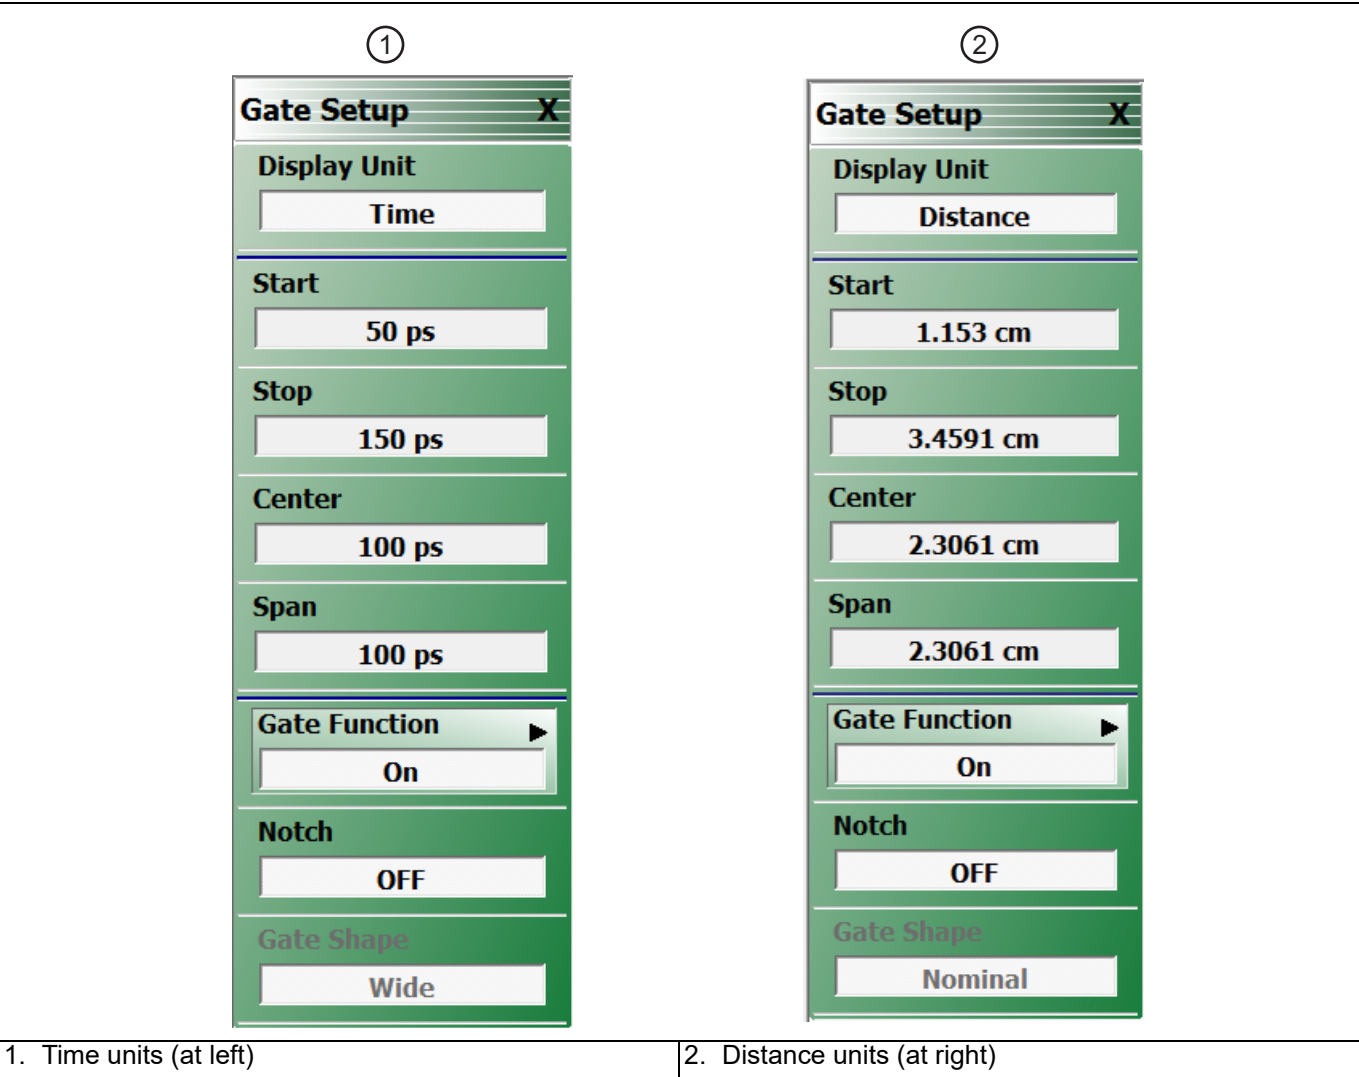 1
Gate Setup X
Display Unit
Time
Start
50 ps
Stop
150 ps
Center
100 ps
Span
100 ps
Gate Function
On
Notch
OFF
Gate Shape
Wide
2
Gate Setup X
Display Unit
Distance
Start
1.153 cm
Stop
3.4591 cm
Center
2.3061 cm
Span
2.3061 cm
Gate Function
On
Notch
OFF
Gate Shape
Nominal
1. Time units (at left)
2. Distance units (at right)